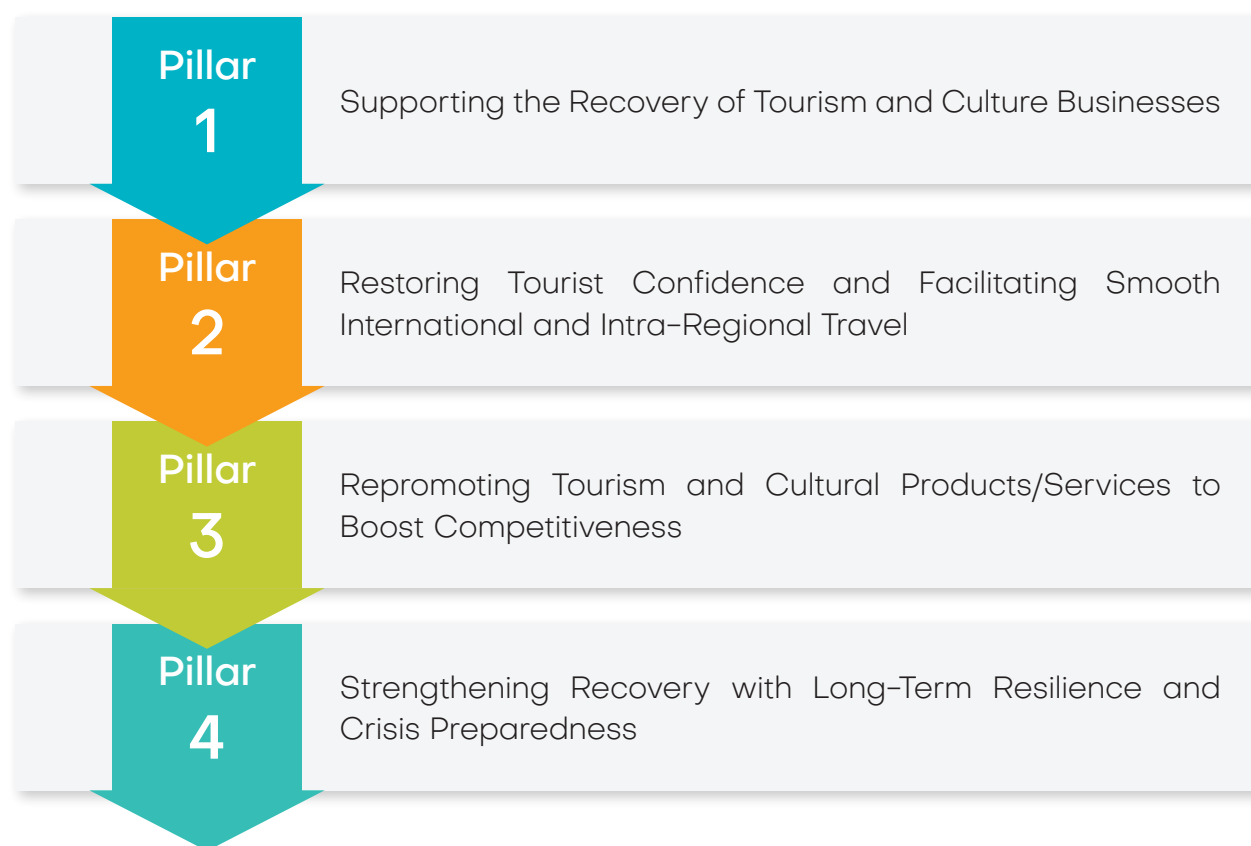 Pillar
1
Supporting the Recovery of Tourism and Culture Businesses
Pillar
2
Restoring Tourist Confidence and Facilitating Smooth
International and Intra-Regional Travel
Pillar
3
Repromoting Tourism and Cultural Products/Services to
Boost Competitiveness
Pillar
4
Strengthening Recovery with Long-Term Resilience and
Crisis Preparedness